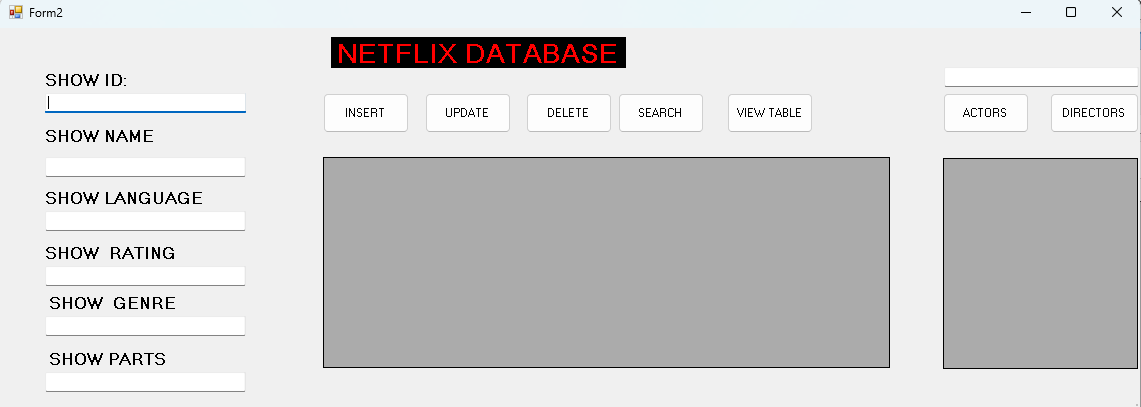 Form2
NETFLIX DATABASE
SHOW ID:
INSERT UPDATE DELETE SEARCH VIEW TABLE ACTORS DIRECTORS
SHOW NAME
SHOW LANGUAGE
SHOW  RATING
SHOW  GENRE
SHOW PARTS